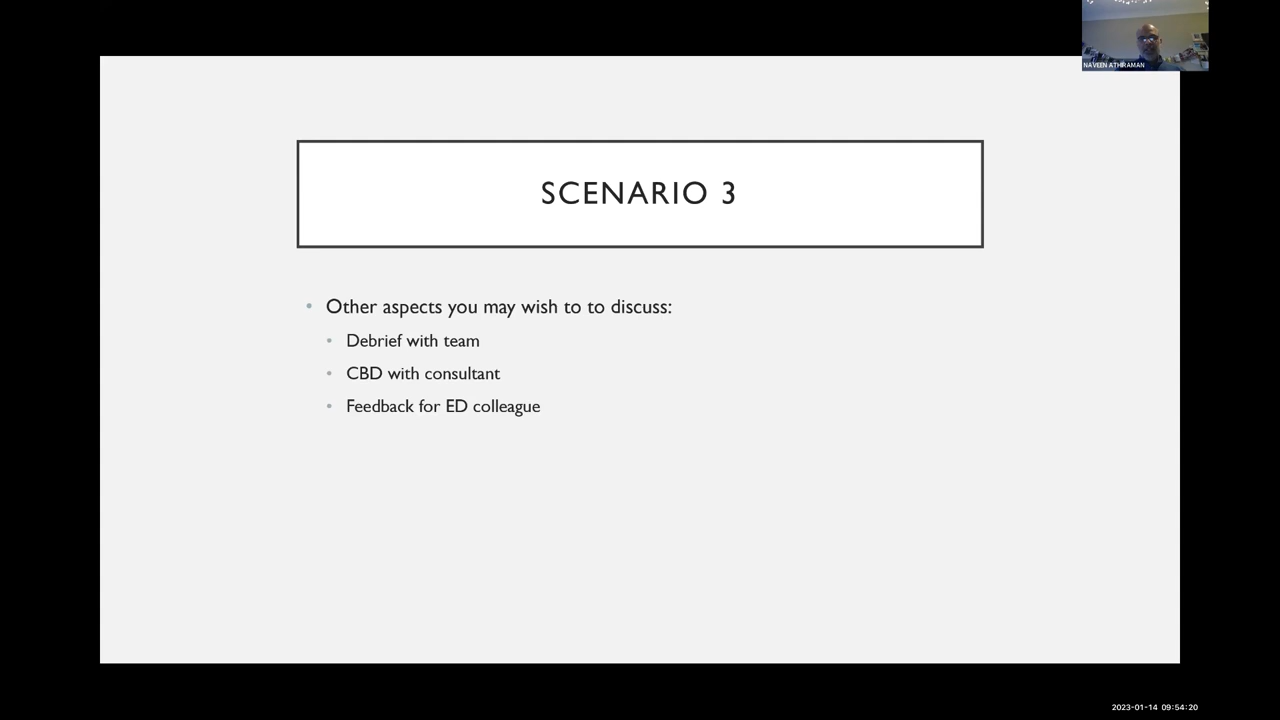 NAVEEN ATHRAMAN
SCENARIO 3
• Other aspects you may wish to to discuss:
• Debrief with team
• CBD with consultant
• Feedback for ED colleague
2023-01-14 09:54:20